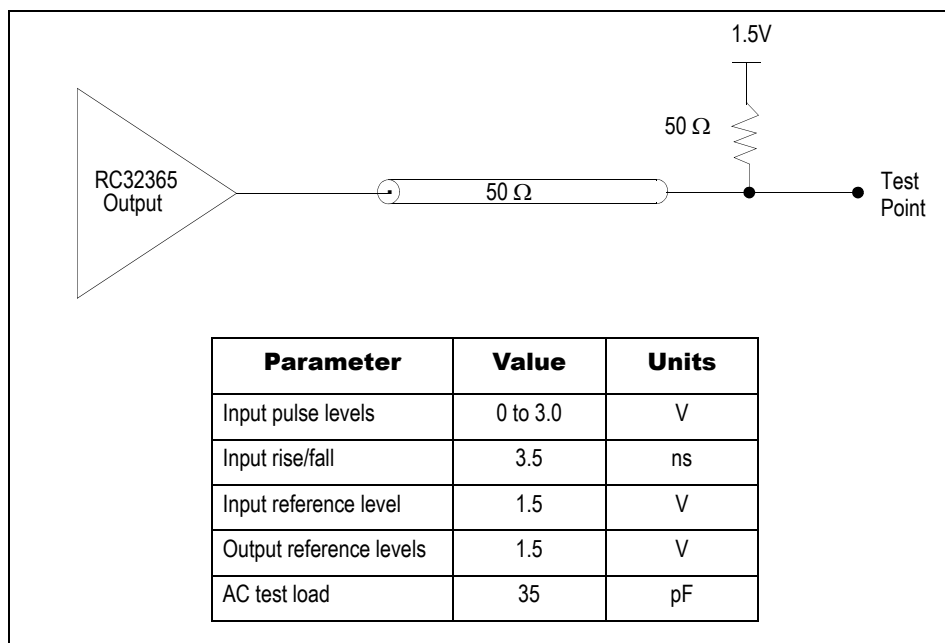 1.5V
50 Ω
RC32365
Output
50 Ω
Test
Point
Parameter Value Units
Input pulse levels 0 to 3.0 V
Input rise/fall 3.5 ns
Input reference level 1.5 V
Output reference levels 1.5 V
AC test load 35 pF